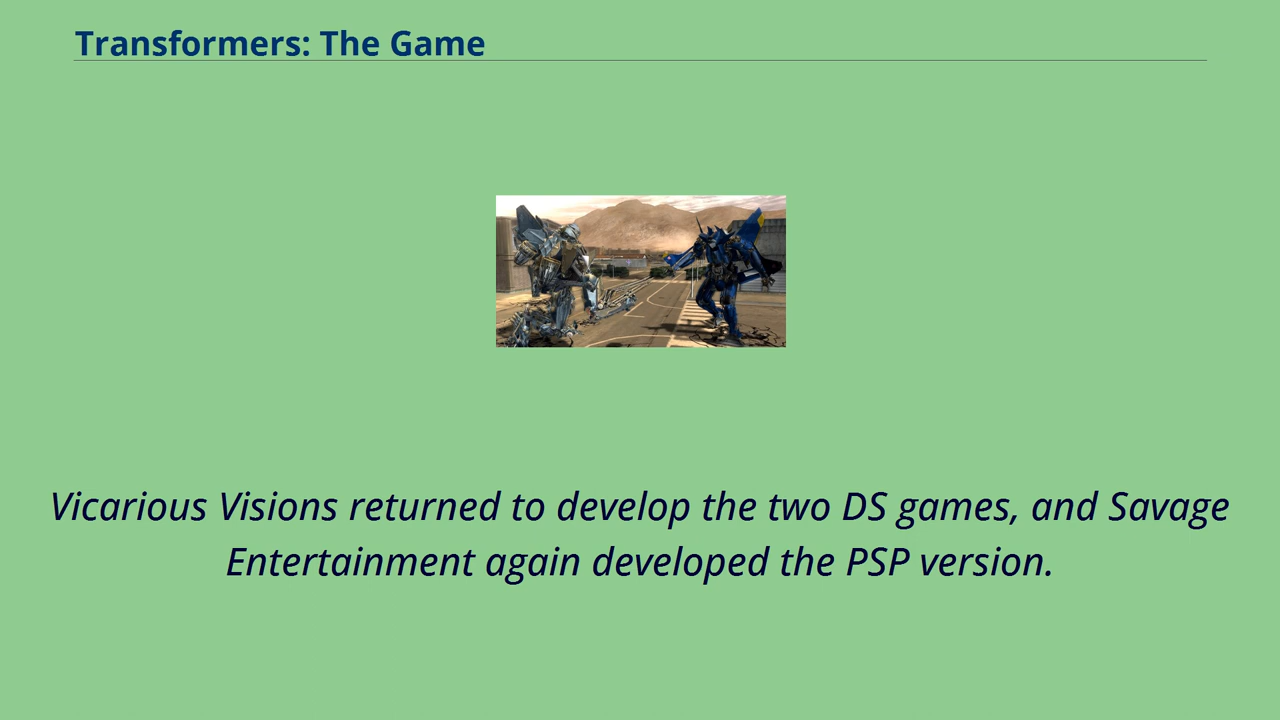 Transformers: The Game
Vicarious Visions returned to develop the two DS games, and Savage
Entertainment again developed the PSP version.